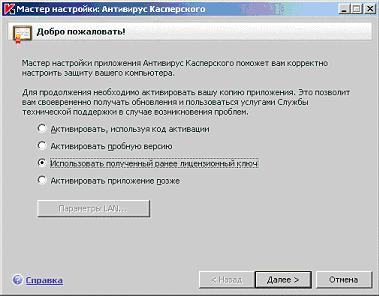 Мастер настройки: Антивирус Касперского
Добро пожаловать!
Мастер настройки приложения Антивирус Касперского поможет вам корректно
настроить защиту вашего компьютера.
Для продолжения необходимо активировать вашу копию приложения. Это позволит
вам своевременно получать обновления и пользоваться услугами Службы
технической поддержки в случае возникновения проблем.
Активировать, используя код активации
Активировать пробную версию
Использовать полученный ранее лицензионный ключ
Активировать приложение позже
Параметры LAN...
Справка
< Назад
Далее >
Отмена